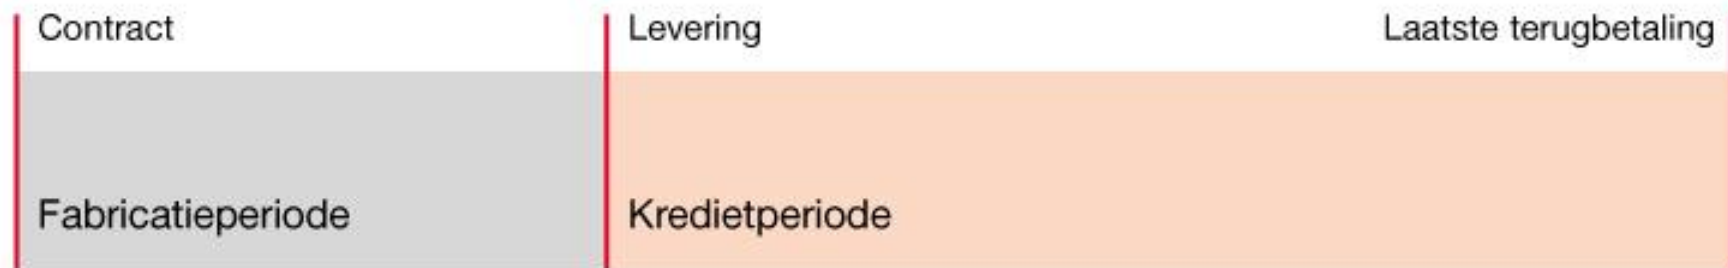 Contract
Levering
Laatste terugbetaling
Fabricatieperiode
Kredietperiode